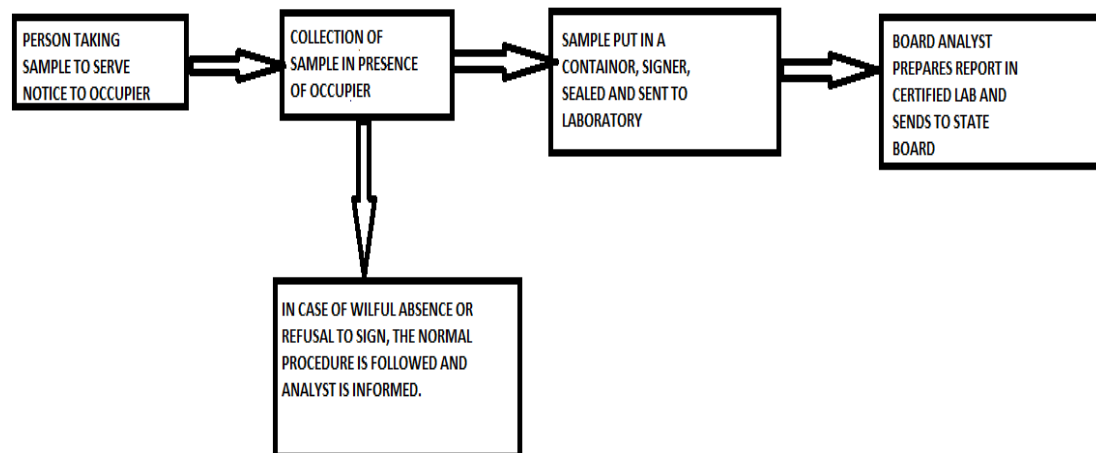 PERSON TAKING
SAMPLE TO SERVE
NOTICE TO OCCUPIER
COLLECTION OF
SAMPLE IN PRESENCE
OF OCCUPIER
SAMPLE PUT IN A
CONTAINOR, SIGNER,
SEALED AND SENT TO
LABORATORY
BOARD ANALYST
PREPARES REPORT IN
CERTIFIED LAB AND
SENDS TO STATE
BOARD
IN CASE OF WILFUL ABSENCE OR
REFUSAL TO SIGN, THE NORMAL
PROCEDURE IS FOLLOWED AND
ANALYST IS INFORMED.